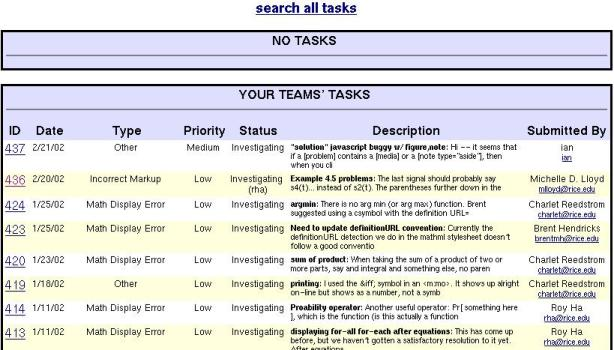 search all tasks
NO TASKS
YOUR TEAMS' TASKS
ID Date Type Priority Status Description Submitted By
437 2/21/02 Other Medium Investigating "solution" javascript buggy w/ figure,note: Hi -- it seems that ian
if a [problem] contains a [media] or a [note type="aside"], then ian
when you cli
436 2/20/02 Incorrect Markup Low Investigating Example 4.5 problems: The last signal should probably say Michelle D. Lloyd
(rha) s4(t)... instead of s2(t). The parentheses further down in the mlloyd@rice.edu
424 1/25/02 Math Display Error Low Investigating argmin: There is no arg min (or arg max) function. Brent Charlet Reedstrom
suggested using a csymbol with the definition URL= charlet@rice.edu
423 1/25/02 Math Display Error Low Investigating Need to update definitionURL convention: Currently the Brent Hendricks
definitionURL detection we do in the mathml stylesheet doesn't brentmh@rice.edu
follow a good conventio
420 1/23/02 Math Display Error Low Investigating sum of product: When taking the sum of a product of two or Charlet Reedstrom
more parts, say and integral and something else, no paren charlet@rice.edu
419 1/18/02 Other Low Investigating printing: I used the &iff; symbol in an <m:mo>. It shows up alright Charlet Reedstrom
on-line but shows as a number, not a symb charlet@rice.edu
414 1/11/02 Math Display Error Low Investigating Proability operator: Another useful operator: Pr[ something here Roy Ha
], which is the function (is this actually a function rha@rice.edu
413 1/11/02 Math Display Error Low Investigating displaying for-all for-each after equations: This has come up Roy Ha
before, but we haven't gotten a satisfactory resolution to it yet. rha@rice.edu
After equations